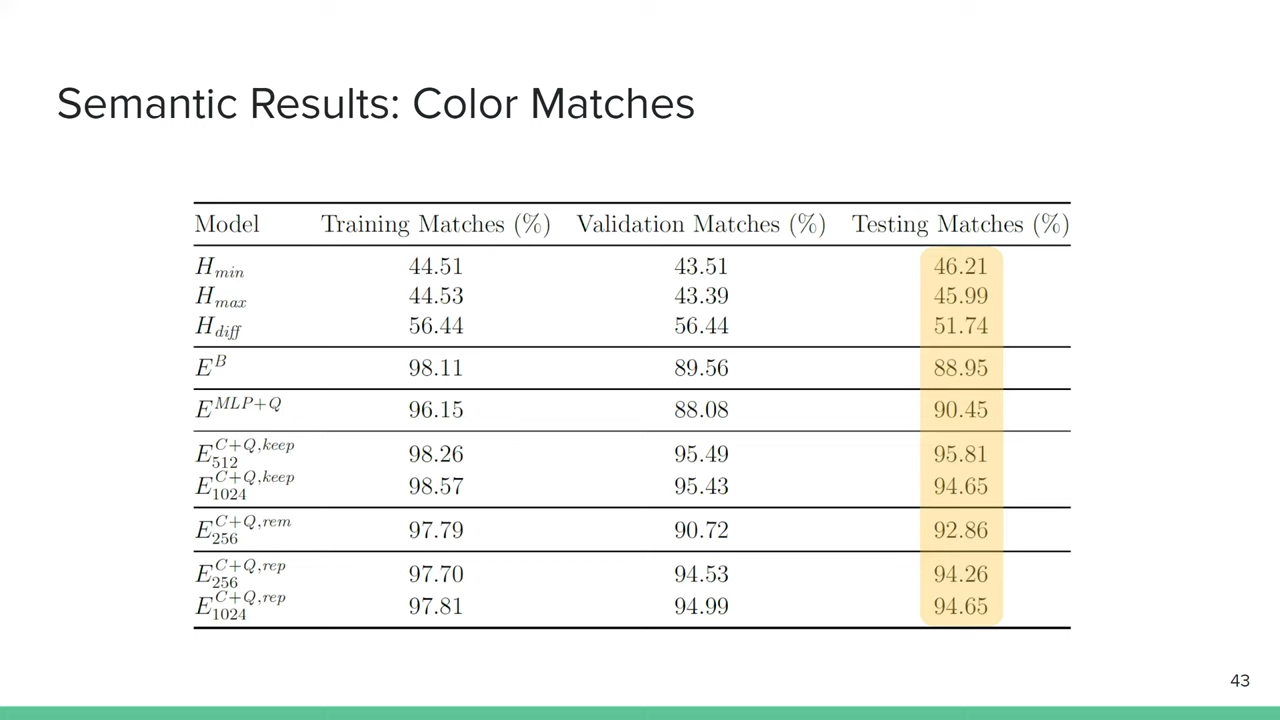 Semantic Results: Color Matches
Model Training Matches (%) Validation Matches (%) Testing Matches (%)
H_min 44.51 43.51 46.21
H_max 44.53 43.39 45.99
H_diff 56.44 56.44 51.74
E^B 98.11 89.56 88.95
E^MLP+Q 96.15 88.08 90.45
E_512^C+Q,keep 98.26 95.49 95.81
E_1024^C+Q,keep 98.57 95.43 94.65
E_256^C+Q,rem 97.79 90.72 92.86
E_256^C+Q,rep 97.70 94.53 94.26
E_1024^C+Q,rep 97.81 94.99 94.65
43